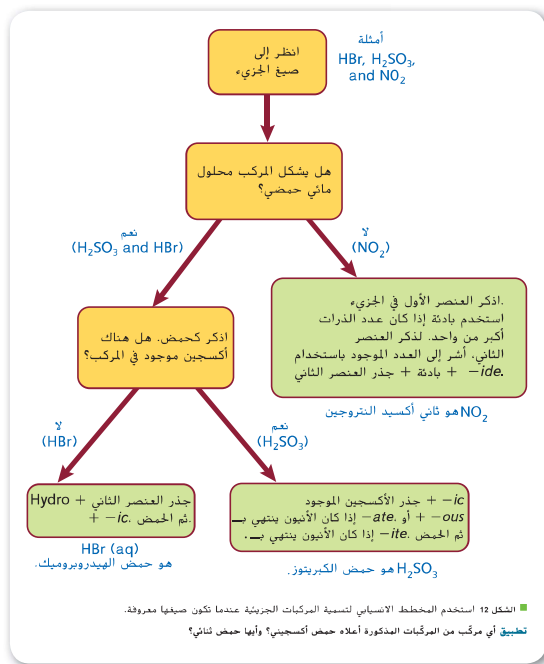 أمثلة
HBr, H₂SO₃,
and NO₂
انظر إلى
صيغ الجزيء
هل يشكل المركب محلول
مائي حمضي؟
نعم
(H₂SO₃ and HBr)
لا
(NO₂)
اذكر كحمض. هل هناك
أكسجين موجود في المركب؟
.اذكر العنصر الأول في الجزيء
استخدم بادئة إذا كان عدد الذرات
أكبر من واحد. لذكر العنصر
الثاني، أشر إلى العدد الموجود باستخدام
.ide– + بادئة + جذر العنصر الثاني
NO₂ هو ثاني أكسيد النتروجين
لا
(HBr)
نعم
(H₂SO₃)
جذر العنصر الثاني + Hydro
.ثم الحمض .ic– +
HBr (aq)
هو حمض الهيدروبروميك.
ic– + جذر الأكسجين الموجود
ous– + أو .ate– إذا كان الأنيون ينتهي بـ
ثم الحمض .ite– إذا كان الأنيون ينتهي بـ .
H₂SO₃ هو حمض الكبريتوز.
الشكل 12 استخدم المخطط الانسيابي لتسمية المركبات الجزيئية عندما تكون صيغها معروفة.
تطبيق أي مركّب من المركّبات المذكورة أعلاه حمض أكسجيني؟ وأيها حمض ثنائي؟